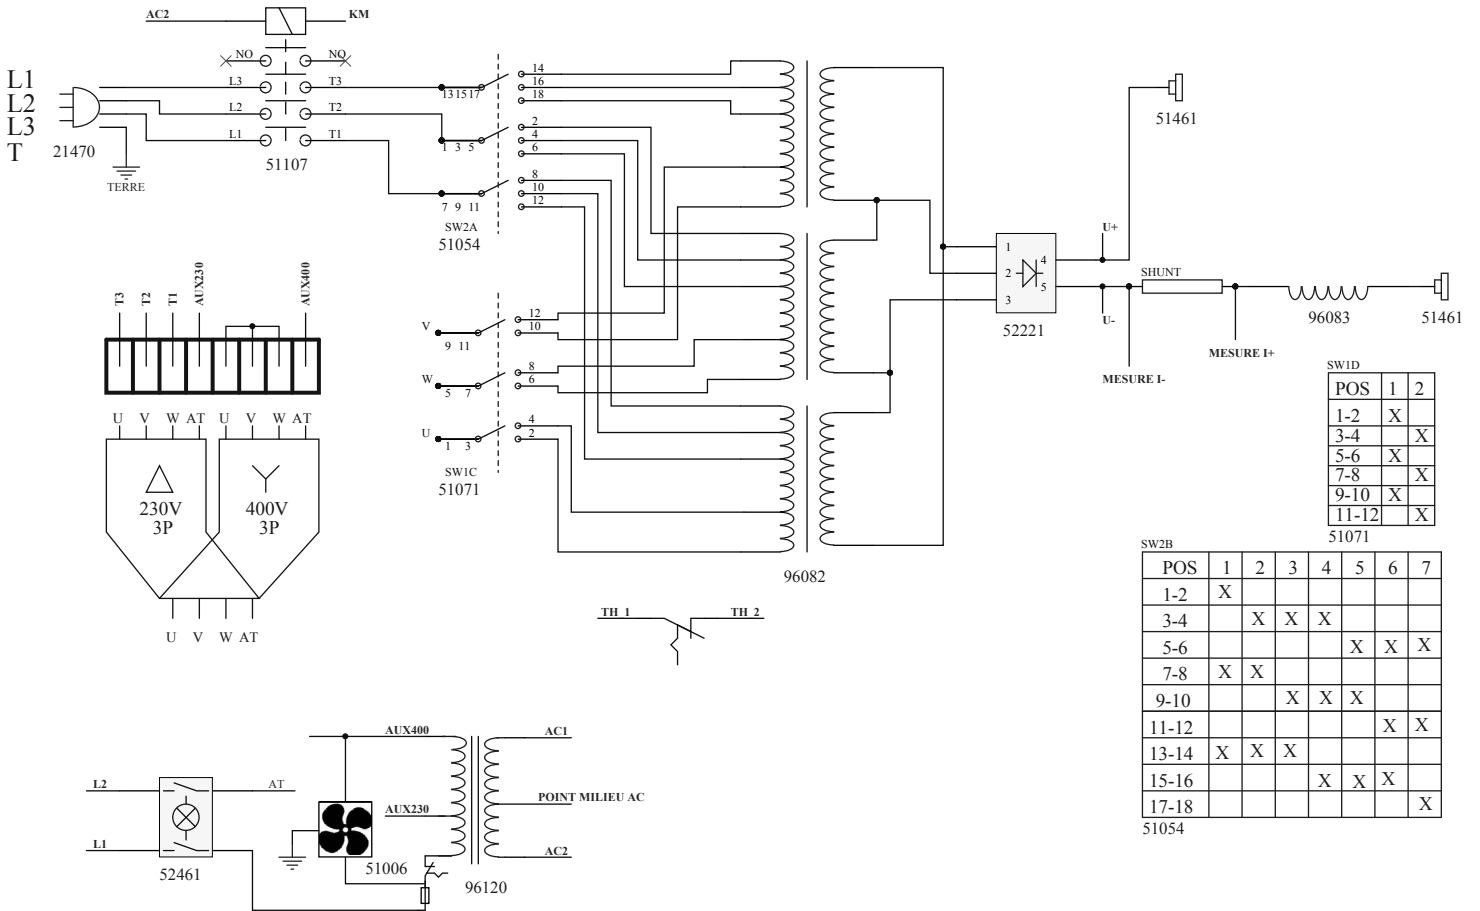 AC2 KM
NO NO
L1
L2
L3
T
21470
TERRE
L3 T3
L2 T2
L1 T1
51107
13 15 17
14
16
18
1 3 5
2
4
6
7 9 11
8
10
12
SW2A
51054
V
9 11
12
10
W
5 7
8
6
U
1 3
4
2
SW1C
51071
96082
1
2
3
4
5
52221
U+
U-
51461
SHUNT
96083
51461
MESURE I+
MESURE I-
T3 T2 T1 AUX230 AUX400
U V W AT U V W AT
230V
3P
400V
3P
U V W AT
TH 1 TH 2
SW1D
POS 1 2
1-2 X
3-4 X
5-6 X
7-8 X
9-10 X
11-12 X
51071
SW2B
POS 1 2 3 4 5 6 7
1-2 X
3-4 X X X
5-6 X X X
7-8 X X
9-10 X X X
11-12 X X
13-14 X X X
15-16 X X X
17-18 X
51054
L2 AT
L1
52461
AUX400
AUX230
51006
96120
AC1
POINT MILIEU AC
AC2